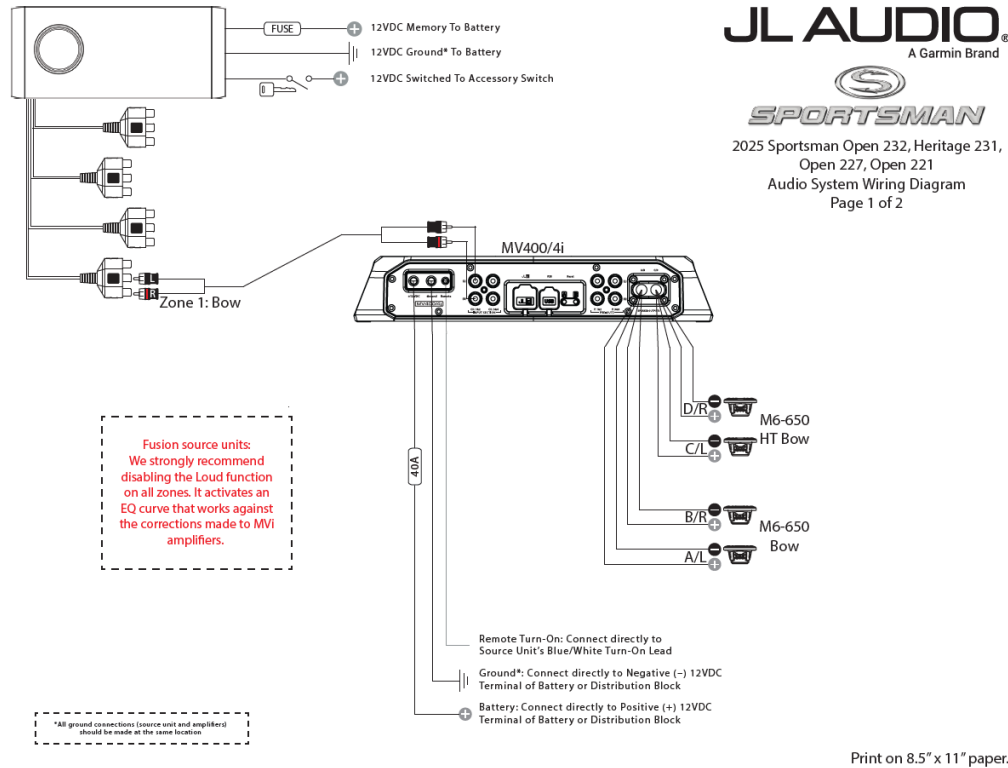 FUSE
12VDC Memory To Battery
12VDC Ground* To Battery
12VDC Switched To Accessory Switch
JL AUDIO®
A Garmin Brand
S
SPORTSMAN
2025 Sportsman Open 232, Heritage 231,
Open 227, Open 221
Audio System Wiring Diagram
Page 1 of 2
Zone 1: Bow
MV400/4i
D/R
C/L
M6-650
HT Bow
B/R
A/L
M6-650
Bow
40A
Fusion source units:
We strongly recommend
disabling the Loud function
on all zones. It activates an
EQ curve that works against
the corrections made to MVi
amplifiers.
Remote Turn-On: Connect directly to
Source Unit's Blue/White Turn-On Lead
Ground*: Connect directly to Negative (–) 12VDC
Terminal of Battery or Distribution Block
Battery: Connect directly to Positive (+) 12VDC
Terminal of Battery or Distribution Block
*All ground connections (source unit and amplifiers)
should be made at the same location
Print on 8.5” x 11” paper.